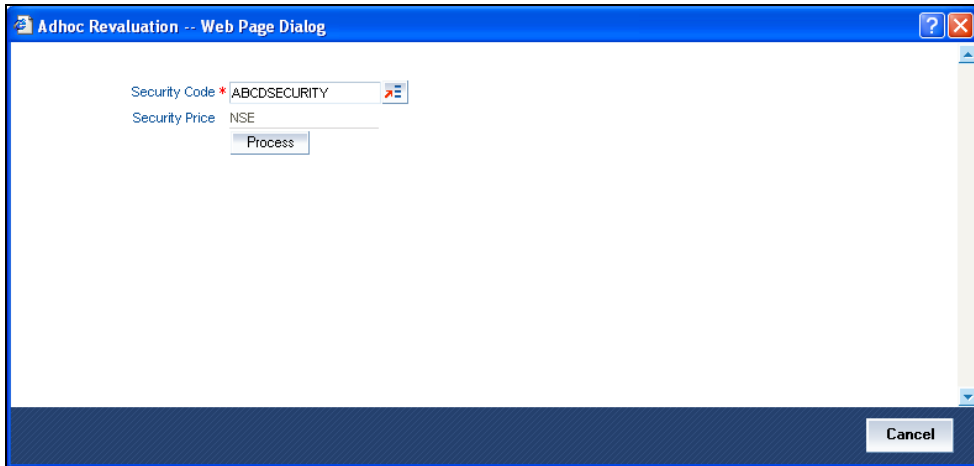 Adhoc Revaluation -- Web Page Dialog
Security Code * ABCDSECURITY
Security Price NSE
Process
Cancel